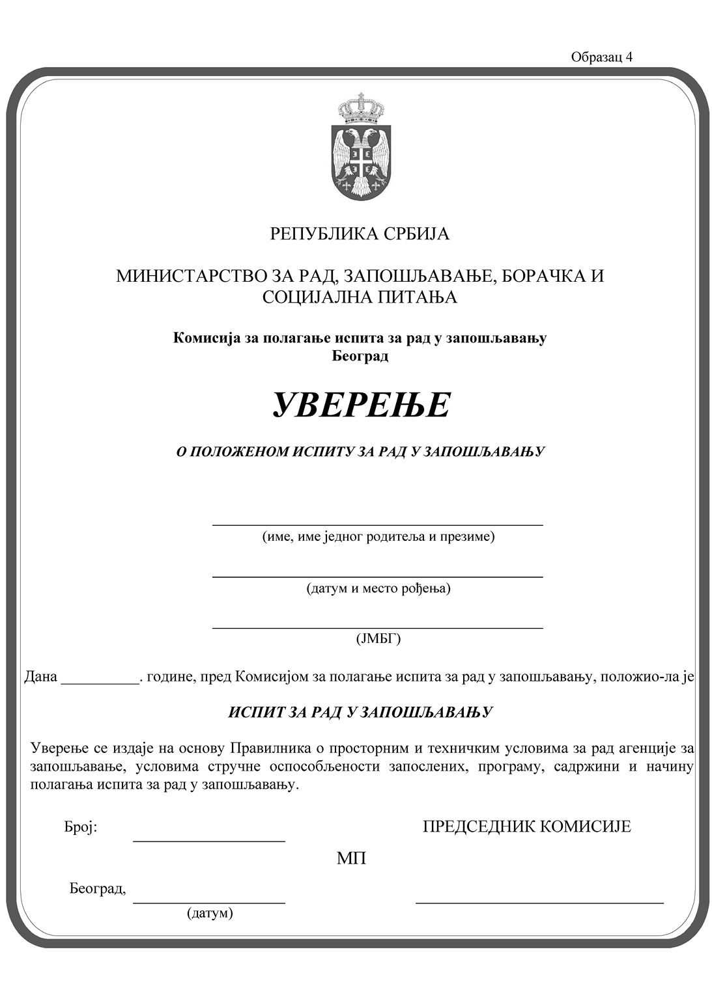 Образац 4
РЕПУБЛИКА СРБИЈА
МИНИСТАРСТВО ЗА РАД, ЗАПОШЉАВАЊЕ, БОРАЧКА И
СОЦИЈАЛНА ПИТАЊА
Комисија за полагање испита за рад у запошљавању
Београд
УВЕРЕЊЕ
О ПОЛОЖЕНОМ ИСПИТУ ЗА РАД У ЗАПОШЉАВАЊУ
(име, име једног родитеља и презиме)
(датум и место рођења)
(ЈМБГ)
Дана ___________. године, пред Комисијом за полагање испита за рад у запошљавању, положио-ла је
ИСПИТ ЗА РАД У ЗАПОШЉАВАЊУ
Уверење се издаје на основу Правилника о просторним и техничким условима за рад агенције за
запошљавање, условима стручне оспособљености запослених, програму, садржини и начину
полагања испита за рад у запошљавању.
Број: ПРЕДСЕДНИК КОМИСИЈЕ
МП
Београд,
(датум)